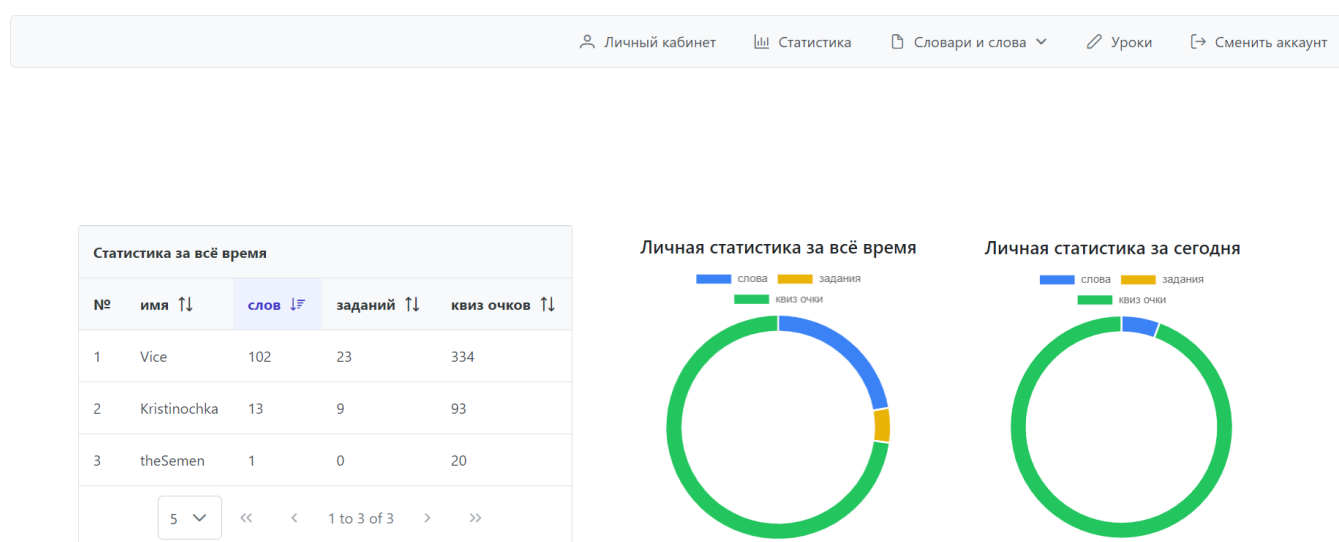 Личный кабинет Статистика Словари и слова Уроки Сменить аккаунт
Статистика за всё время
№ имя слов заданий квиз очков
1 Vice 102 23 334
2 Kristinochka 13 9 93
3 theSemen 1 0 20
5 1 to 3 of 3
Личная статистика за всё время
слова задания
квиз очки
Личная статистика за сегодня
слова задания
квиз очки